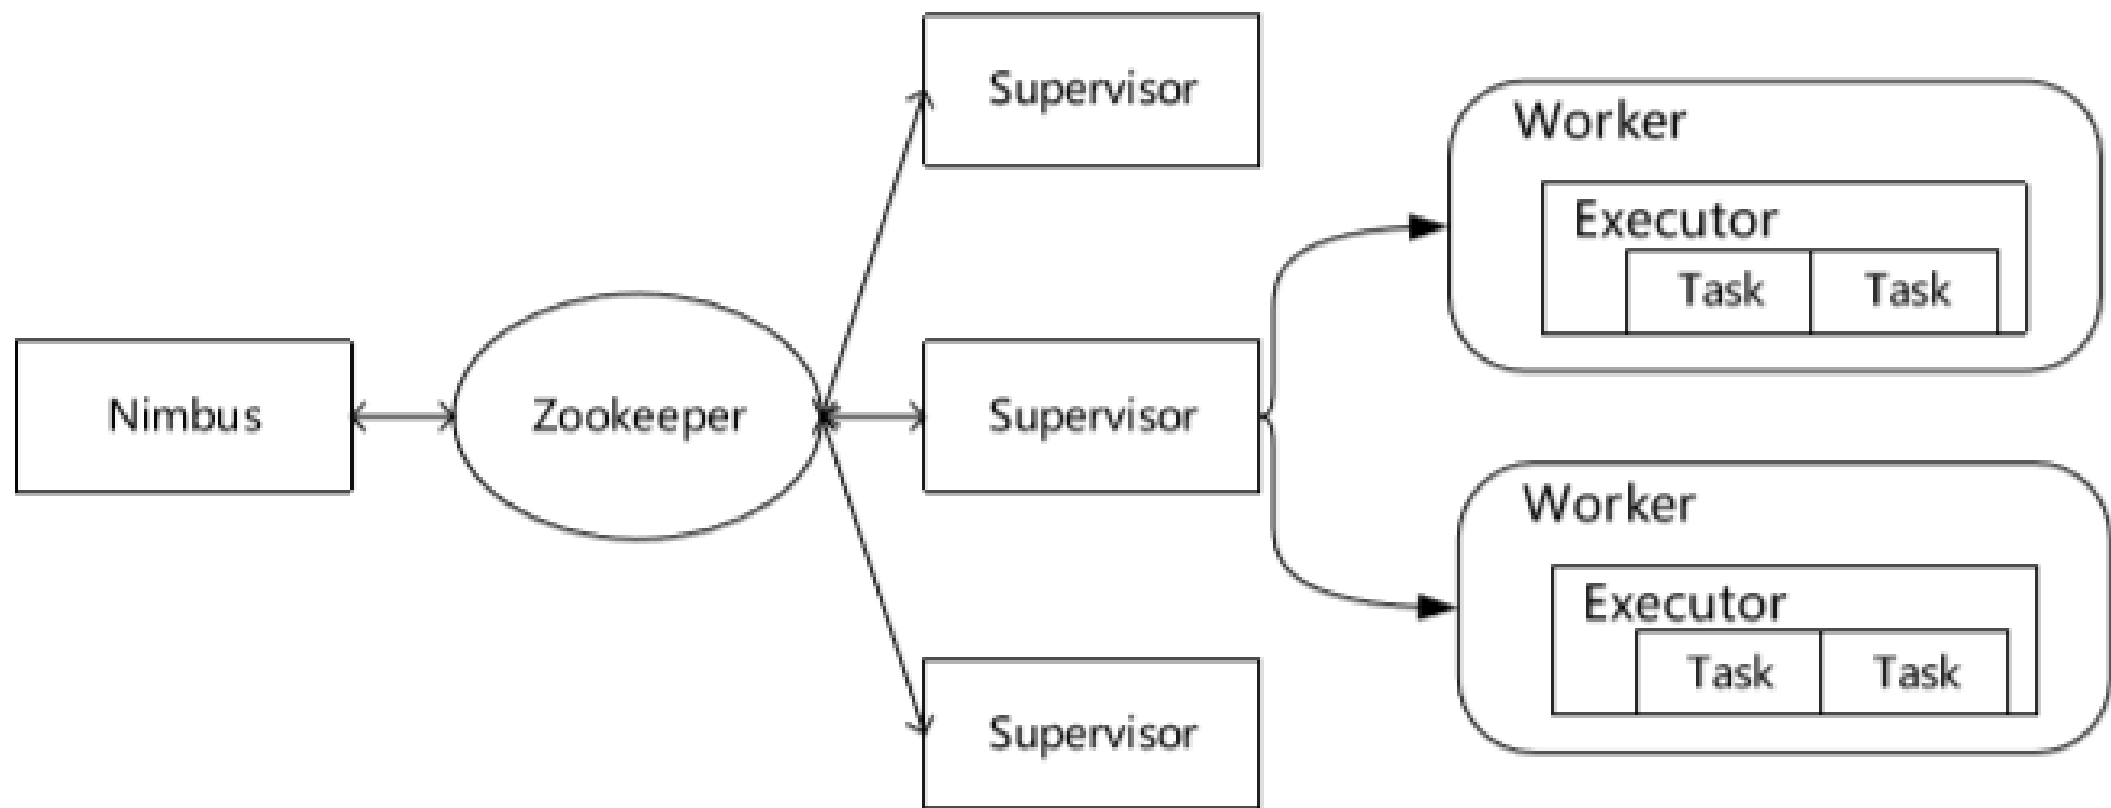 Nimbus
Zookeeper
Supervisor
Supervisor
Supervisor
Worker
Executor
Task Task
Worker
Executor
Task Task